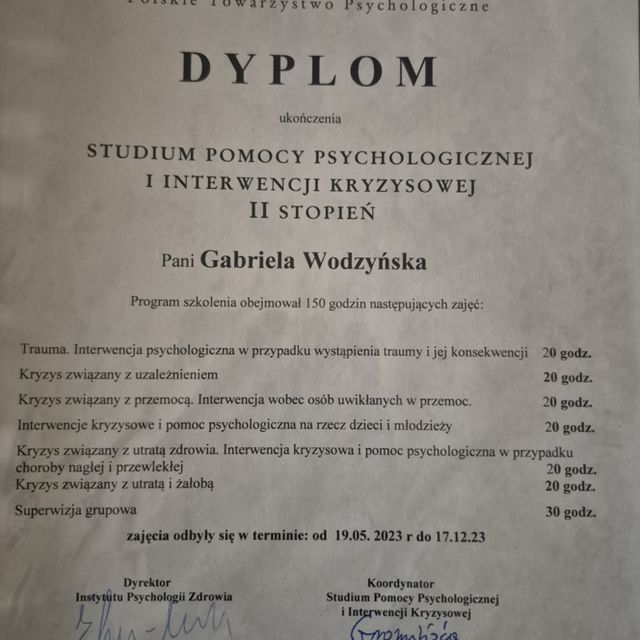 Polskie Towarzystwo Psychologiczne
DYPLOM
ukończenia
STUDIUM POMOCY PSYCHOLOGICZNEJ
I INTERWENCJI KRYZYSOWEJ
II STOPIEŃ
Pani Gabriela Wodzyńska
Program szkolenia obejmował 150 godzin następujących zajęć:
Trauma. Interwencja psychologiczna w przypadku wystąpienia traumy i jej konsekwencji 20 godz.
Kryzys związany z uzależnieniem 20 godz.
Kryzys związany z przemocą. Interwencja wobec osób uwikłanych w przemoc. 20 godz.
Interwencje kryzysowe i pomoc psychologiczna na rzecz dzieci i młodzieży 20 godz.
Kryzys związany z utratą zdrowia. Interwencja kryzysowa i pomoc psychologiczna w przypadku
choroby nagłej i przewlekłej 20 godz.
Kryzys związany z utratą i żałobą 20 godz.
Superwizja grupowa 30 godz.
zajęcia odbyły się w terminie: od 19.05. 2023 r do 17.12.23
Dyrektor
Instytutu Psychologii Zdrowia
Koordynator
Studium Pomocy Psychologicznej
i Interwencji Kryzysowej